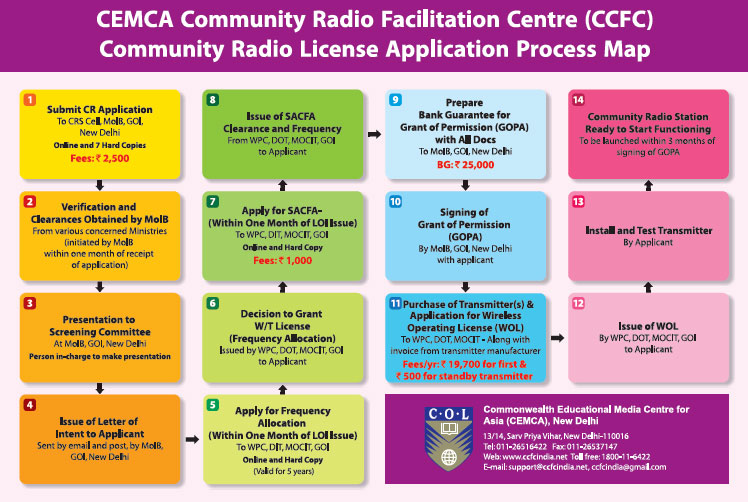 CEMCA Community Radio Facilitation Centre (CCFC)
Community Radio License Application Process Map
1
Submit CR Application
To CRS Cell, MoIB, GOI,
New Delhi
Online and 7 Hard Copies
Fees: ₹ 2,500
2
Verification and
Clearances Obtained by MoIB
From various concerned Ministries
(initiated by MoIB
within one month of receipt
of application)
3
Presentation to
Screening Committee
At MoIB, GOI, New Delhi
Person in-charge to make presentation
4
Issue of Letter of
Intent to Applicant
Sent by email and post, by MoIB,
GOI, New Delhi
5
Apply for Frequency
Allocation
(Within One Month of LOI Issue)
To WPC, DIT, MOCIT, GOI
Online and Hard Copy
(Valid for 5 years)
6
Decision to Grant
W/T License
(Frequency Allocation)
Issued by WPC, DOT, MOCIT, GOI
to Applicant
7
Apply for SACFA-
(Within One Month of LOI Issue)
To WPC, DIT, MOCIT, GOI
Online and Hard Copy
Fees: ₹ 1,000
8
Issue of SACFA
Clearance and Frequency
From WPC, DOT, MOCIT, GOI
to Applicant
9
Prepare
Bank Guarantee for
Grant of Permission (GOPA)
with All Docs
To MoIB, GOI, New Delhi
BG: ₹ 25,000
10
Signing of
Grant of Permission
(GOPA)
By MoIB, GOI, New Delhi
with applicant
11
Purchase of Transmitter(s) &
Application for Wireless
Operating License (WOL)
To WPC, DOT, MOCIT - Along with
invoice from transmitter manufacturer
Fees/yr: ₹ 19,700 for first &
₹ 500 for standby transmitter
12
Issue of WOL
By WPC, DOT, MOCIT, GOI
to Applicant
13
Install and Test Transmitter
By Applicant
14
Community Radio Station
Ready to Start Functioning
To be launched within 3 months of
signing of GOPA
C·O·L
Commonwealth Educational Media Centre for
Asia (CEMCA), New Delhi
13/14, Sarv Priya Vihar, New Delhi-110016
Tel: 011-26516422 Fax: 011-26537147
Web: www.ccfcindia.net Toll free: 1800-11-6422
E-mail: support@ccfcindia.net, ccfcindia@gmail.com